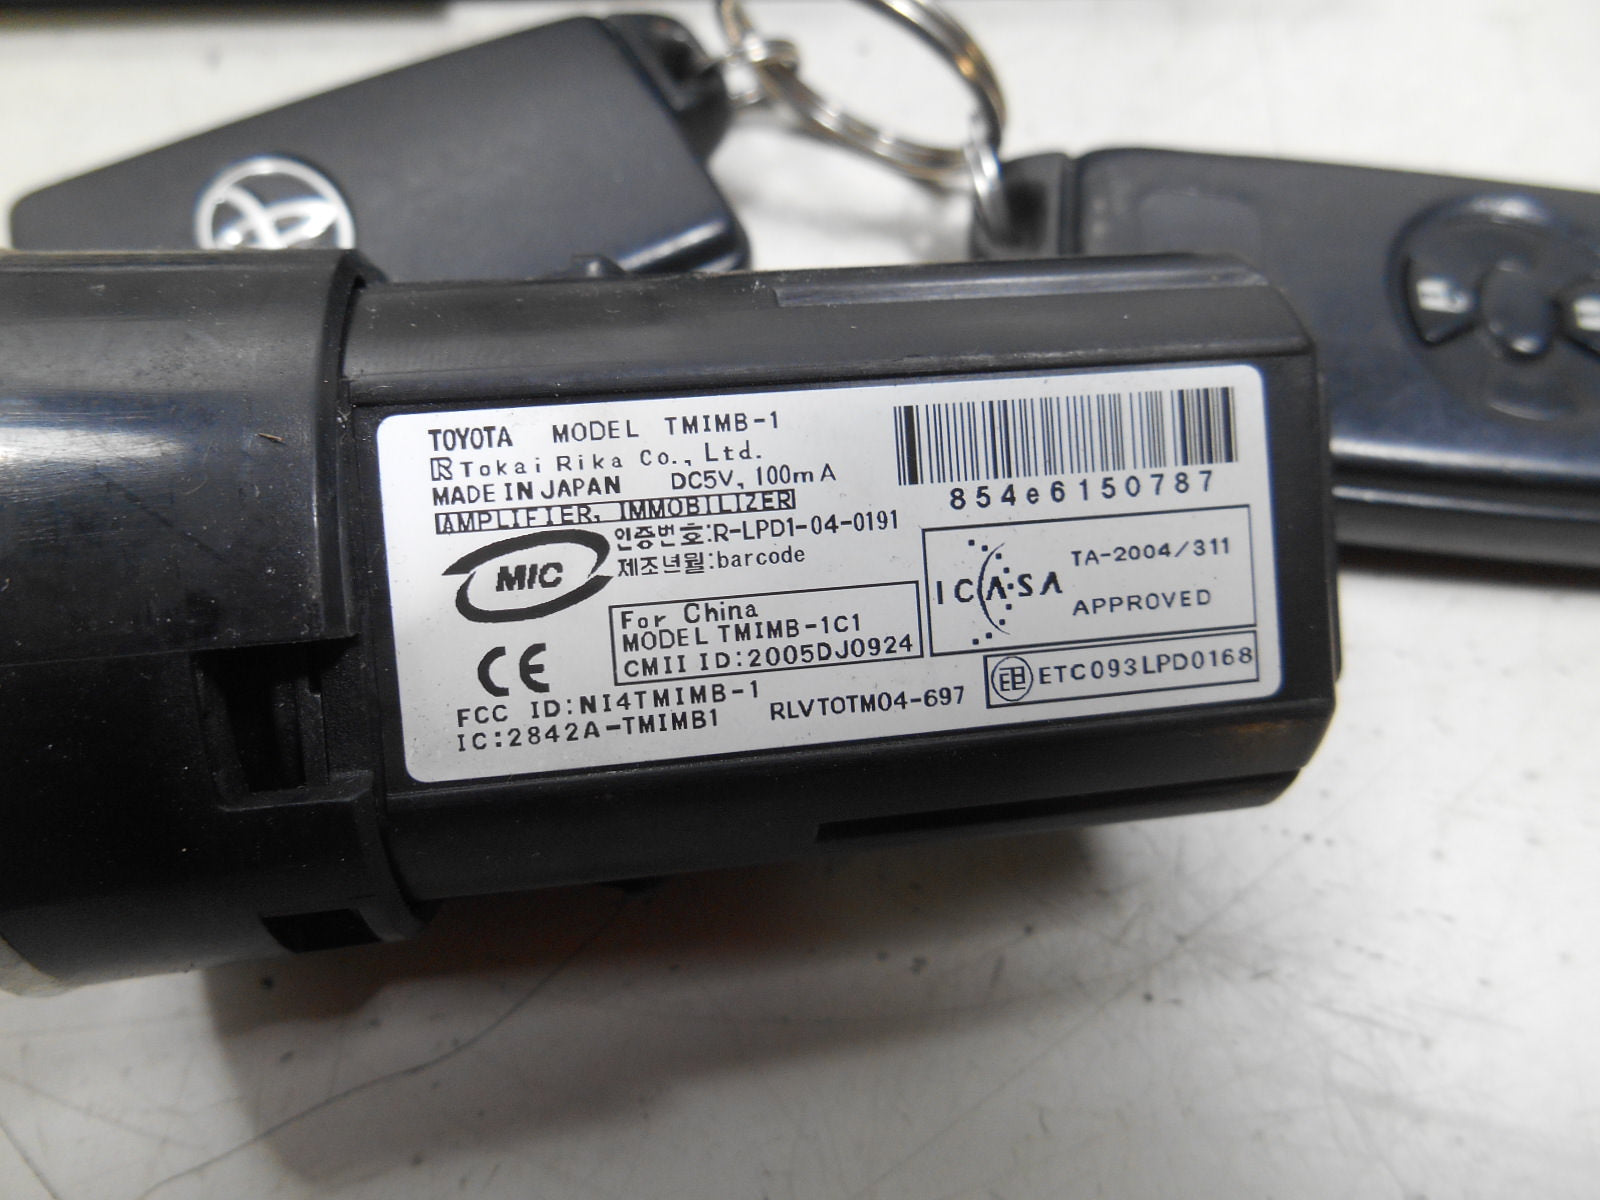 TOYOTA MODEL TMIMB-1
R Tokai Rika Co., Ltd.
MADE IN JAPAN DC5V, 100mA
AMPLIFIER, IMMOBILIZER
854e6150787
MIC
인증번호:R-LPD1-04-0191
제조년월:barcode
ICASA
TA-2004/311
APPROVED
For China
MODEL TMIMB-1C1
CMII ID:2005DJ0924
CE
FCC ID:NI4TMIMB-1
IC:2842A-TMIMB1
RLVTOTM04-697
ETC093LPD0168